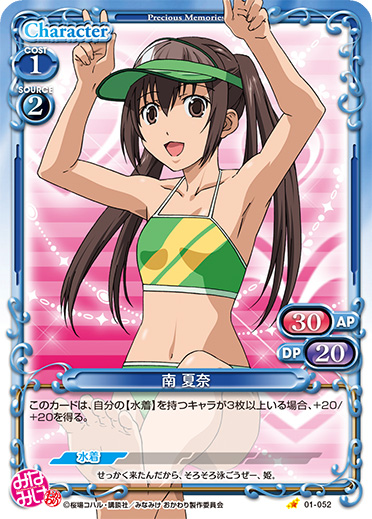 Precious Memories
Character
COST
1
SOURCE
2
30 AP
DP 20
南 夏奈
このカードは、自分の【水着】を持つキャラが3枚以上いる場合、+20/
+20を得る。
水着
せっかく来たんだから、そろそろ泳ごうぜー、姫。
みなみけ
©桜場コハル・講談社/みなみけ おかわり製作委員会
01-052